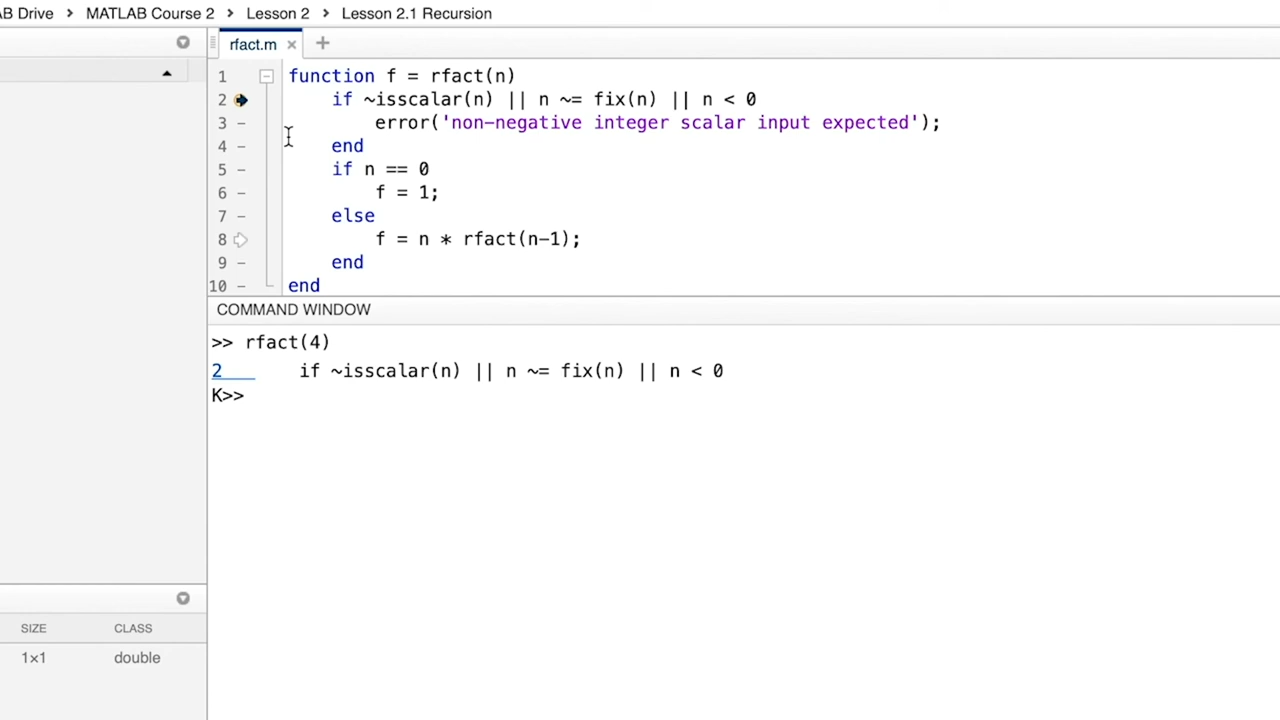 AB Drive > MATLAB Course 2 > Lesson 2 > Lesson 2.1 Recursion
rfact.m × +
1 function f = rfact(n)
2 if ~isscalar(n) || n ~= fix(n) || n < 0
3 – error('non-negative integer scalar input expected');
4 – end
5 – if n == 0
6 – f = 1;
7 – else
8 f = n * rfact(n-1);
9 – end
10 – end
COMMAND WINDOW
>> rfact(4)
2 if ~isscalar(n) || n ~= fix(n) || n < 0
K>>
SIZE CLASS
1×1 double